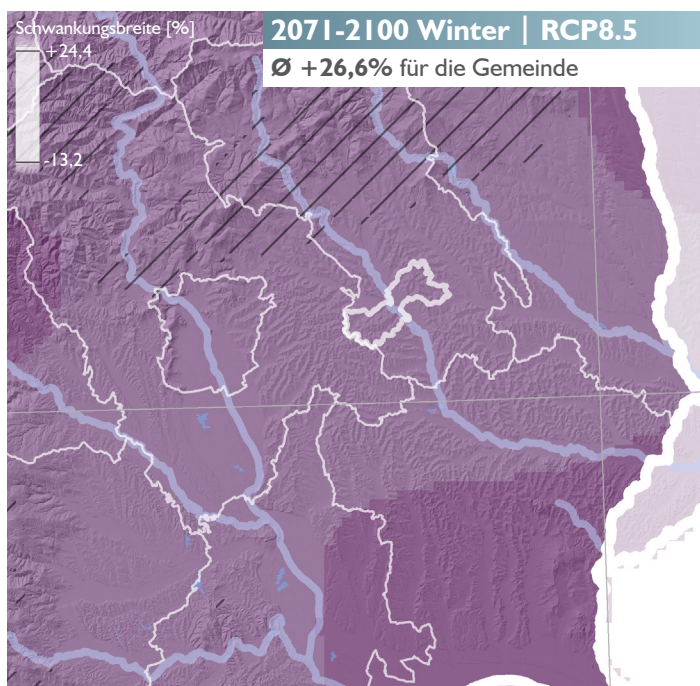 2071-2100 Winter | RCP8.5
Ø +26,6% für die Gemeinde
Schwankungsbreite [%]
+24,4
-13,2